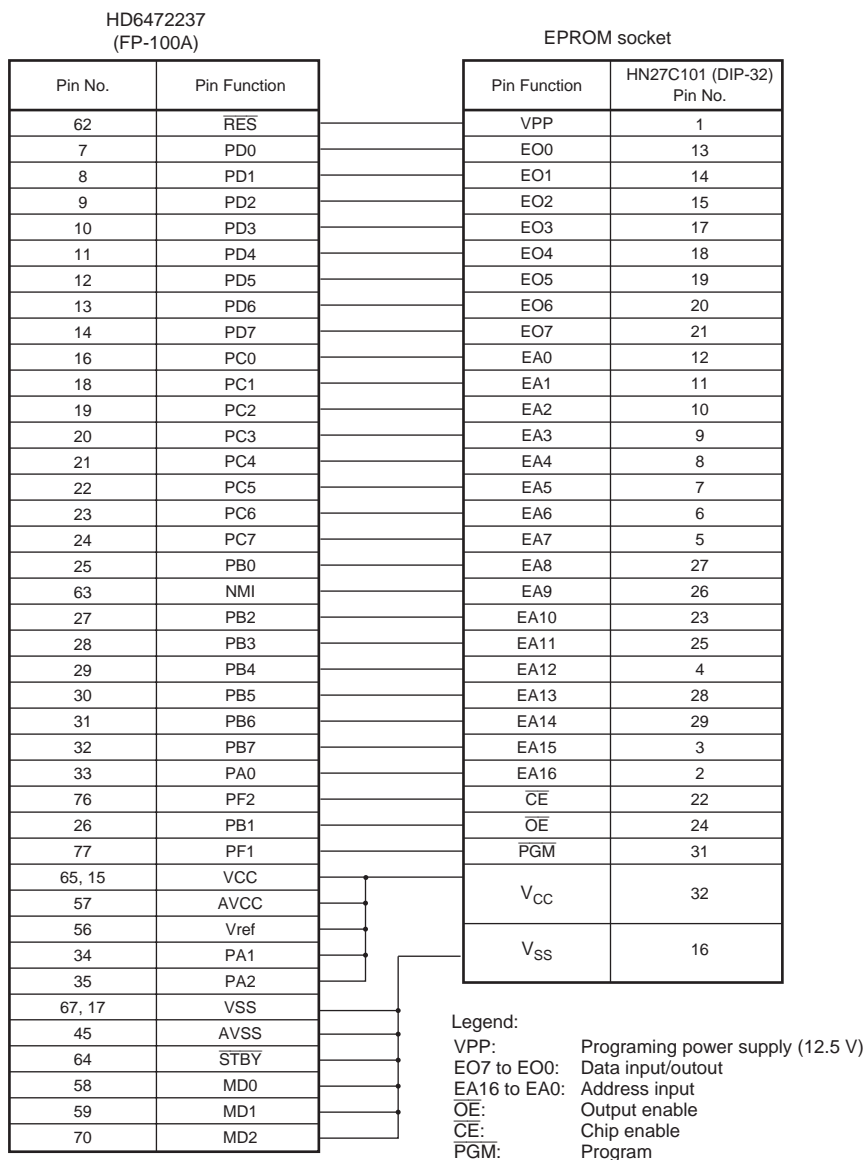 HD6472237
(FP-100A)
EPROM socket
Pin No. Pin Function
Pin Function HN27C101 (DIP-32) Pin No.
62 RES VPP 1
7 PD0 EO0 13
8 PD1 EO1 14
9 PD2 EO2 15
10 PD3 EO3 17
11 PD4 EO4 18
12 PD5 EO5 19
13 PD6 EO6 20
14 PD7 EO7 21
16 PC0 EA0 12
18 PC1 EA1 11
19 PC2 EA2 10
20 PC3 EA3 9
21 PC4 EA4 8
22 PC5 EA5 7
23 PC6 EA6 6
24 PC7 EA7 5
25 PB0 EA8 27
63 NMI EA9 26
27 PB2 EA10 23
28 PB3 EA11 25
29 PB4 EA12 4
30 PB5 EA13 28
31 PB6 EA14 29
32 PB7 EA15 3
33 PA0 EA16 2
76 PF2 CE 22
26 PB1 OE 24
77 PF1 PGM 31
65, 15 VCC
VCC 32
57 AVCC
56 Vref
34 PA1
VSS 16
35 PA2
67, 17 VSS
45 AVSS
64 STBY
58 MD0
59 MD1
70 MD2
Legend:
VPP: Programing power supply (12.5 V)
EO7 to EO0: Data input/outout
EA16 to EA0: Address input
OE: Output enable
CE: Chip enable
PGM: Program